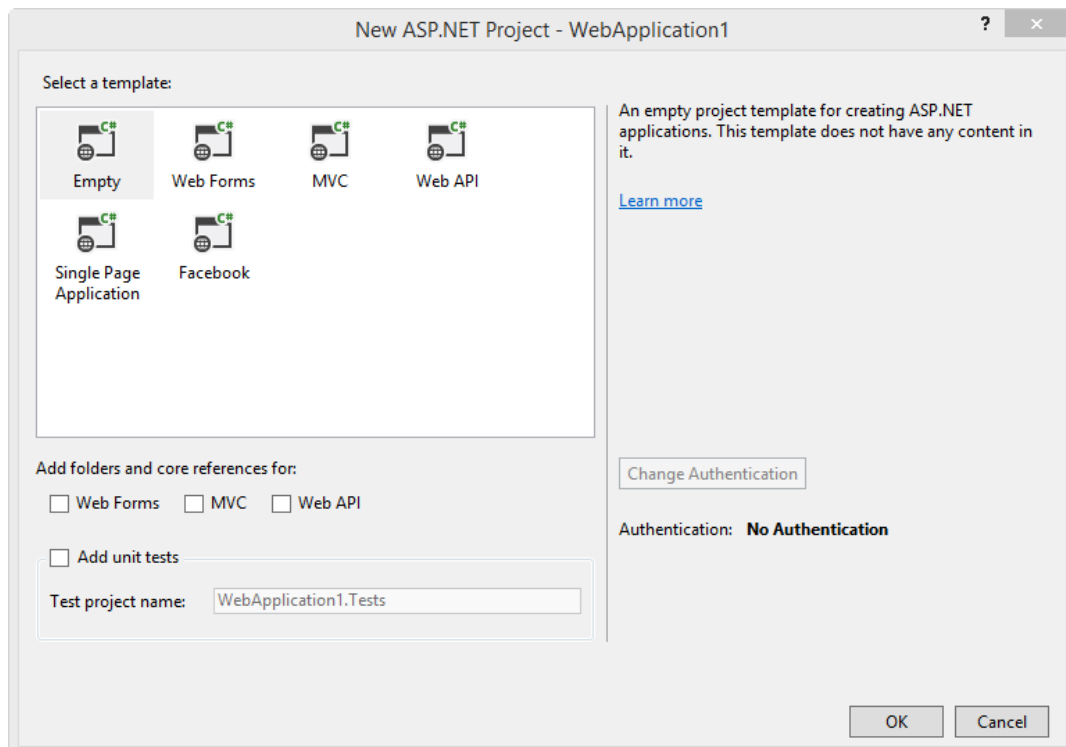 New ASP.NET Project - WebApplication1
?
×
Select a template:
C# C# C# C#
Empty Web Forms MVC Web API
C# C#
Single Page
Application
Facebook
An empty project template for creating ASP.NET
applications. This template does not have any content in
it.
Learn more
Add folders and core references for:
Web Forms MVC Web API
Add unit tests
Test project name: WebApplication1.Tests
Change Authentication
Authentication: No Authentication
OK Cancel